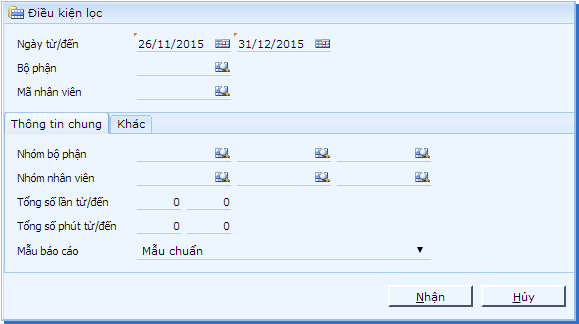 Điều kiện lọc
Ngày từ/đến 26/11/2015 31/12/2015
Bộ phận
Mã nhân viên
Thông tin chung Khác
Nhóm bộ phận
Nhóm nhân viên
Tổng số lần từ/đến 0 0
Tổng số phút từ/đến 0 0
Mẫu báo cáo Mẫu chuẩn
Nhận Hủy